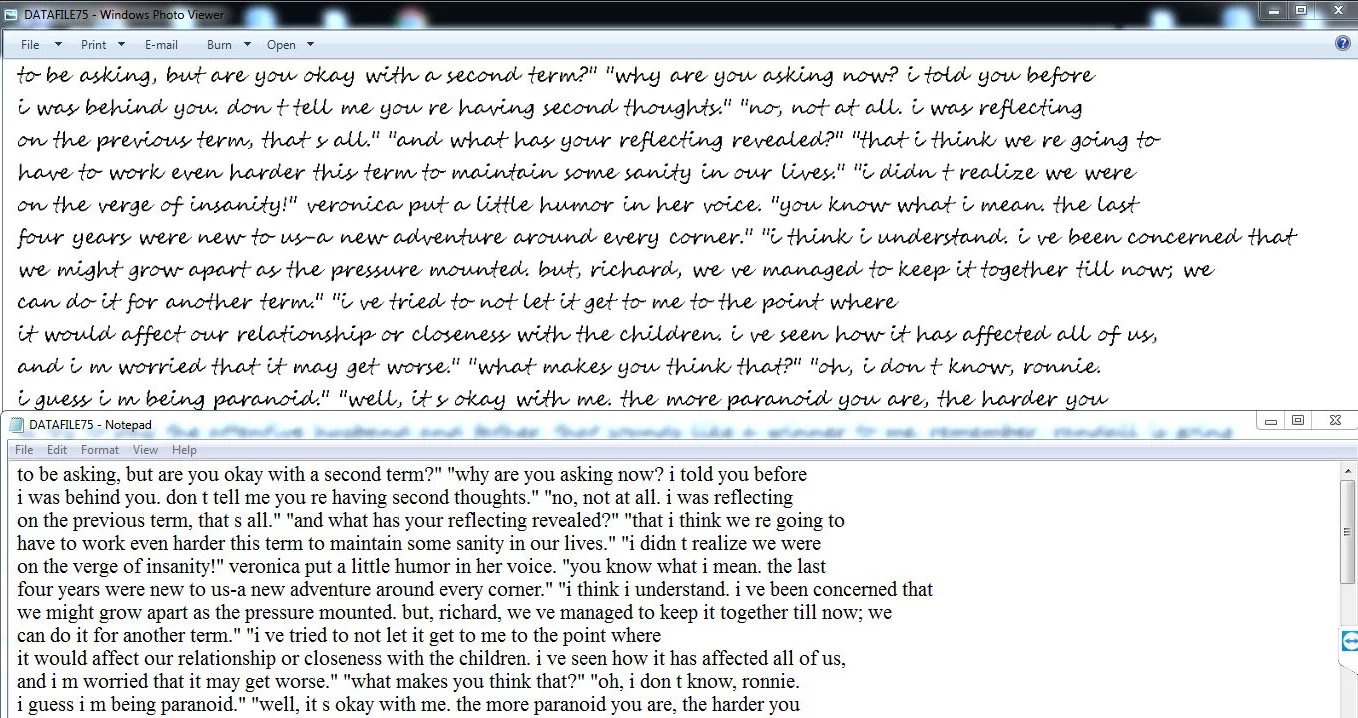 DATAFILE75 - Windows Photo Viewer
File Print E-mail Burn Open
to be asking, but are you okay with a second term?" "why are you asking now? i told you before
i was behind you. don t tell me you re having second thoughts." "no, not at all. i was reflecting
on the previous term, that s all." "and what has your reflecting revealed?" "that i think we re going to
have to work even harder this term to maintain some sanity in our lives." "i didn t realize we were
on the verge of insanity!" veronica put a little humor in her voice. "you know what i mean. the last
four years were new to us-a new adventure around every corner." "i think i understand. i ve been concerned that
we might grow apart as the pressure mounted. but, richard, we ve managed to keep it together till now; we
can do it for another term." "i ve tried to not let it get to me to the point where
it would affect our relationship or closeness with the children. i ve seen how it has affected all of us,
and i m worried that it may get worse." "what makes you think that?" "oh, i don t know, ronnie.
i guess i m being paranoid." "well, it s okay with me. the more paranoid you are, the harder you
DATAFILE75 - Notepad
File Edit Format View Help
to be asking, but are you okay with a second term?" "why are you asking now? i told you before
i was behind you. don t tell me you re having second thoughts." "no, not at all. i was reflecting
on the previous term, that s all." "and what has your reflecting revealed?" "that i think we re going to
have to work even harder this term to maintain some sanity in our lives." "i didn t realize we were
on the verge of insanity!" veronica put a little humor in her voice. "you know what i mean. the last
four years were new to us-a new adventure around every corner." "i think i understand. i ve been concerned that
we might grow apart as the pressure mounted. but, richard, we ve managed to keep it together till now; we
can do it for another term." "i ve tried to not let it get to me to the point where
it would affect our relationship or closeness with the children. i ve seen how it has affected all of us,
and i m worried that it may get worse." "what makes you think that?" "oh, i don t know, ronnie.
i guess i m being paranoid." "well, it s okay with me. the more paranoid you are, the harder you